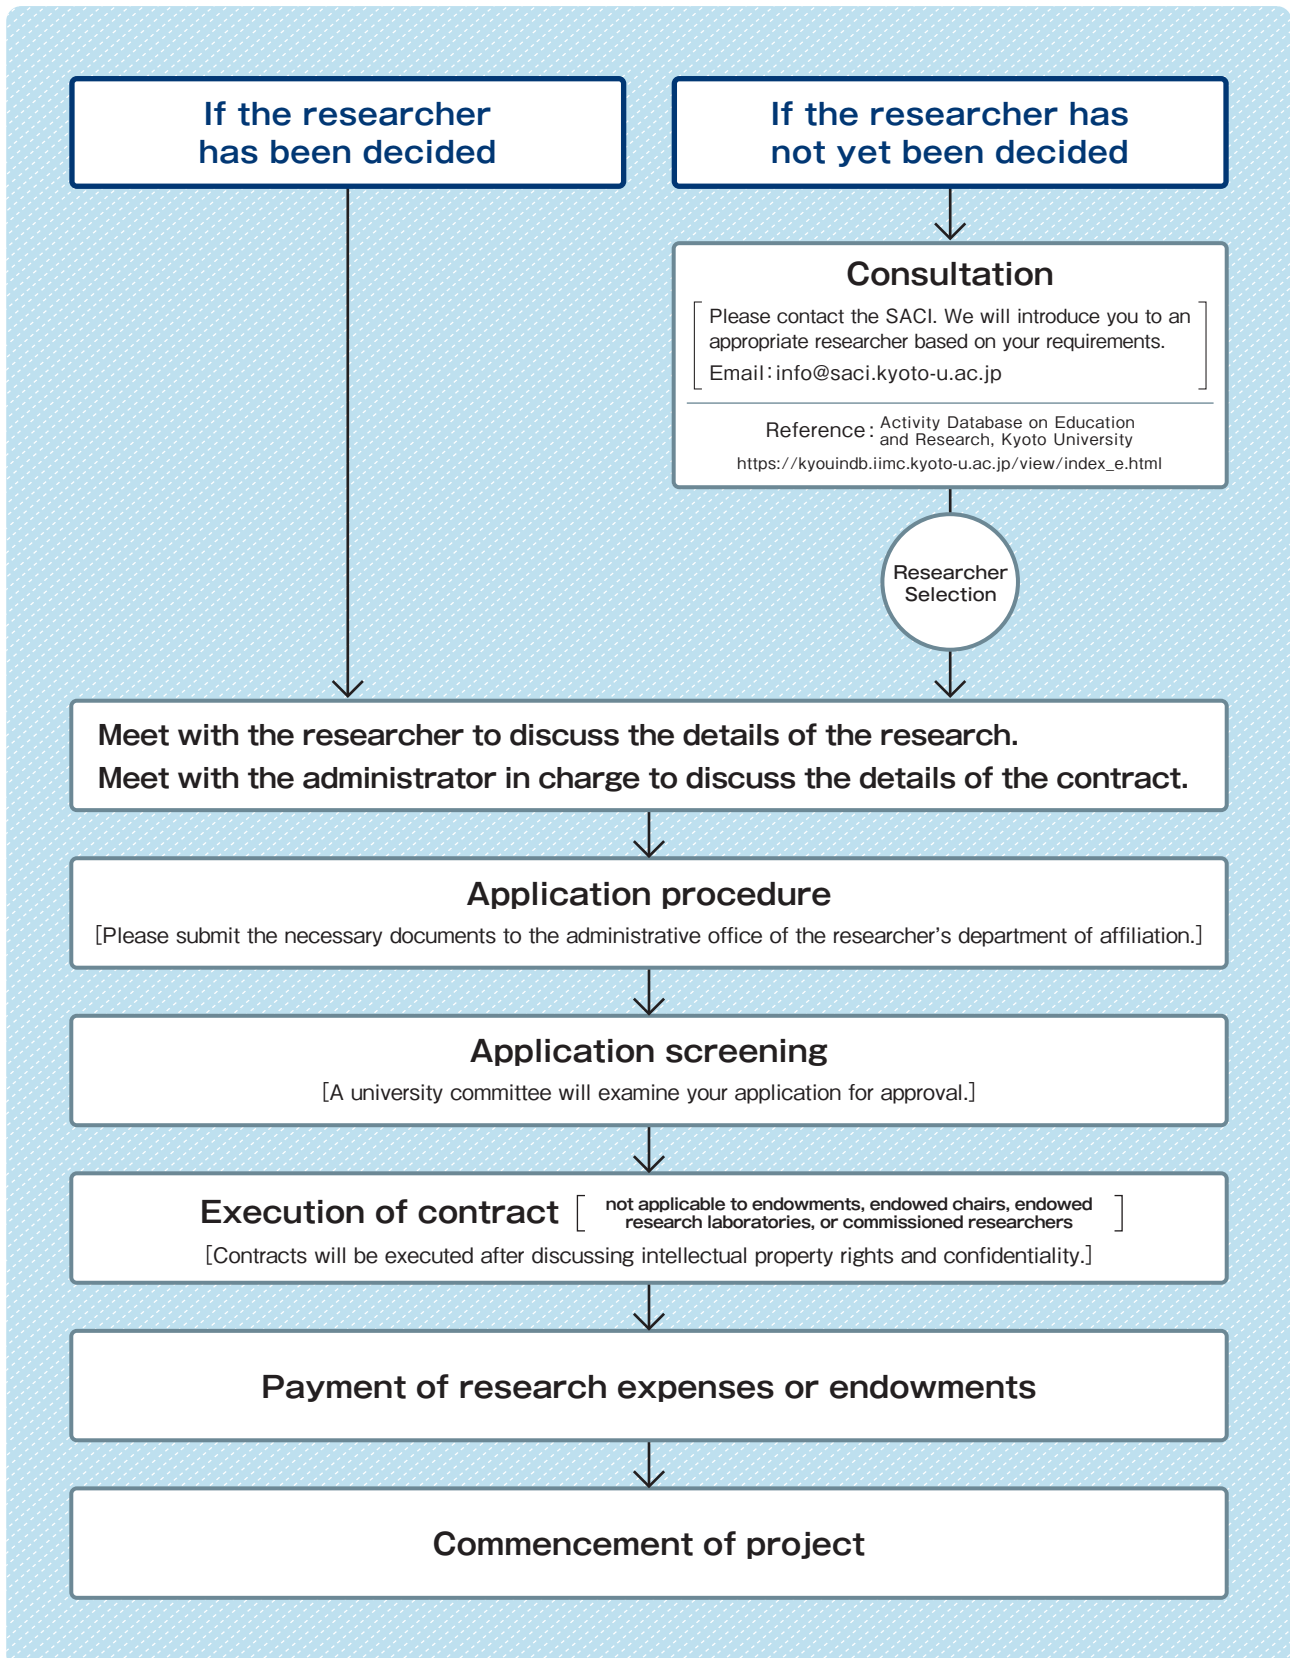 If the researcher
has been decided
If the researcher has
not yet been decided
Consultation
Please contact the SACI. We will introduce you to an
appropriate researcher based on your requirements.
Email：info@saci.kyoto-u.ac.jp
Reference： Activity Database on Education
and Research, Kyoto University
https://kyouindb.iimc.kyoto-u.ac.jp/view/index_e.html
Researcher
Selection
Meet with the researcher to discuss the details of the research.
Meet with the administrator in charge to discuss the details of the contract.
Application procedure
[Please submit the necessary documents to the administrative office of the researcher’s department of affiliation.]
Application screening
[A university committee will examine your application for approval.]
Execution of contract [not applicable to endowments, endowed chairs, endowed
research laboratories, or commissioned researchers]
[Contracts will be executed after discussing intellectual property rights and confidentiality.]
Payment of research expenses or endowments
Commencement of project